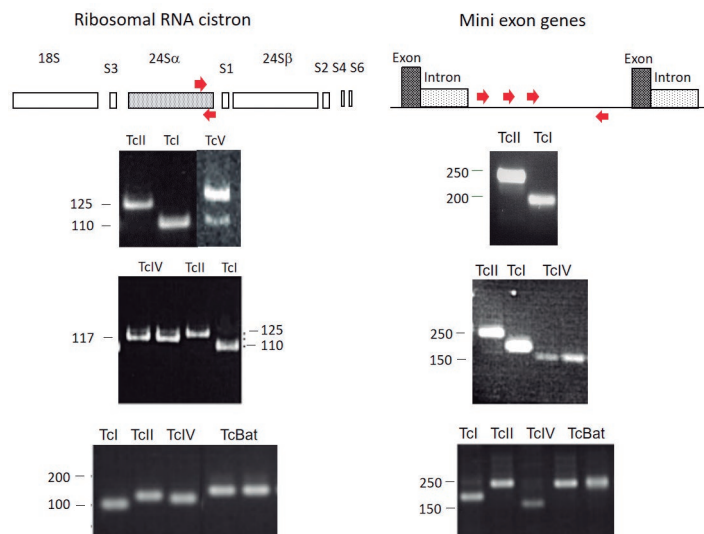 Ribosomal RNA cistron
18S S3 24Sα S1 24Sβ S2 S4 S6
TcII TcI TcV
125
110
TcIV TcII TcI
117
125
110
TcI TcII TcIV TcBat
200
100
Mini exon genes
Exon Intron Exon Intron
TcII TcI
250
200
TcII TcI TcIV
250
150
TcI TcII TcIV TcBat
250
150